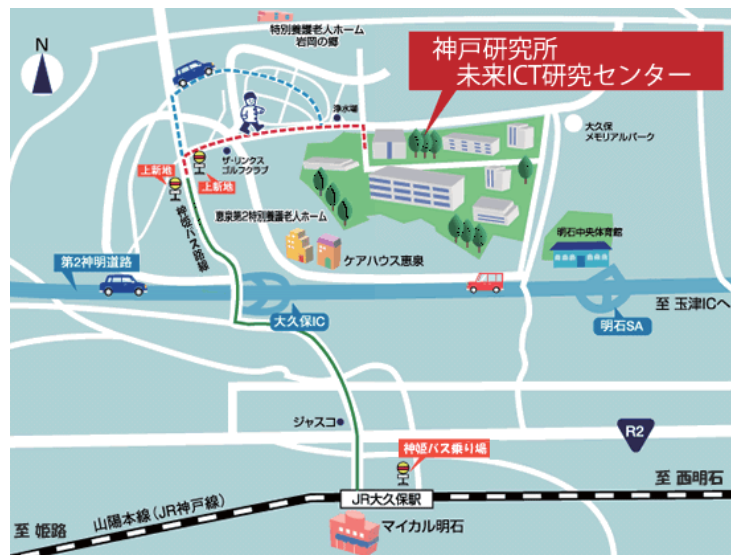 特別養護老人ホーム
岩岡の郷
神戸研究所
未来ICT研究センター
N
浄水場
大久保
メモリアルパーク
ザ・リンクス
ゴルフクラブ
上新地
上新地
神姫バス路線
恵泉第2特別養護老人ホーム
明石中央体育館
ケアハウス恵泉
第2神明道路
至 玉津ICへ
大久保IC
明石SA
ジャスコ
R2
神姫バス乗り場
至 西明石
JR大久保駅
山陽本線(JR神戸線)
至 姫路
マイカル明石